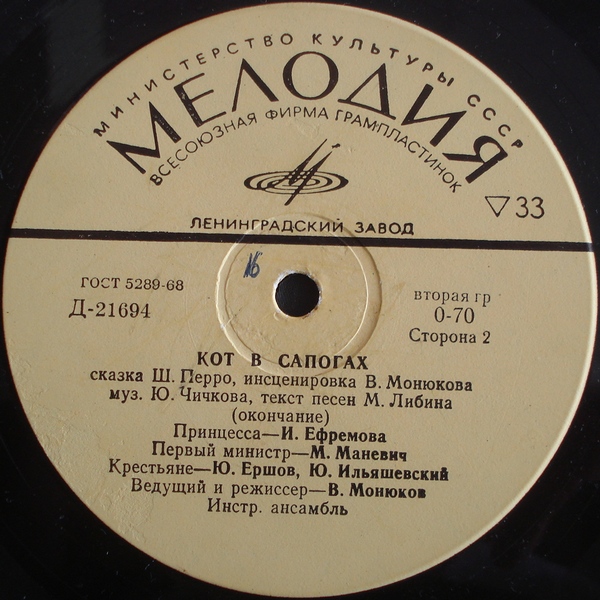 МИНИСТЕРСТВО КУЛЬТУРЫ СССР
МЕЛОДИЯ
ВСЕСОЮЗНАЯ ФИРМА ГРАМПЛАСТИНОК
▽33
ЛЕНИНГРАДСКИЙ ЗАВОД
16
ГОСТ 5289-68
Д-21694
вторая гр
0-70
Сторона 2
КОТ В САПОГАХ
сказка Ш. Перро, инсценировка В. Монюкова
муз. Ю. Чичкова, текст песен М. Либина
(окончание)
Принцесса—И. Ефремова
Первый министр—М. Маневич
Крестьяне—Ю. Ершов, Ю. Ильяшевский
Ведущий и режиссер—В. Монюков
Инстр. ансамбль